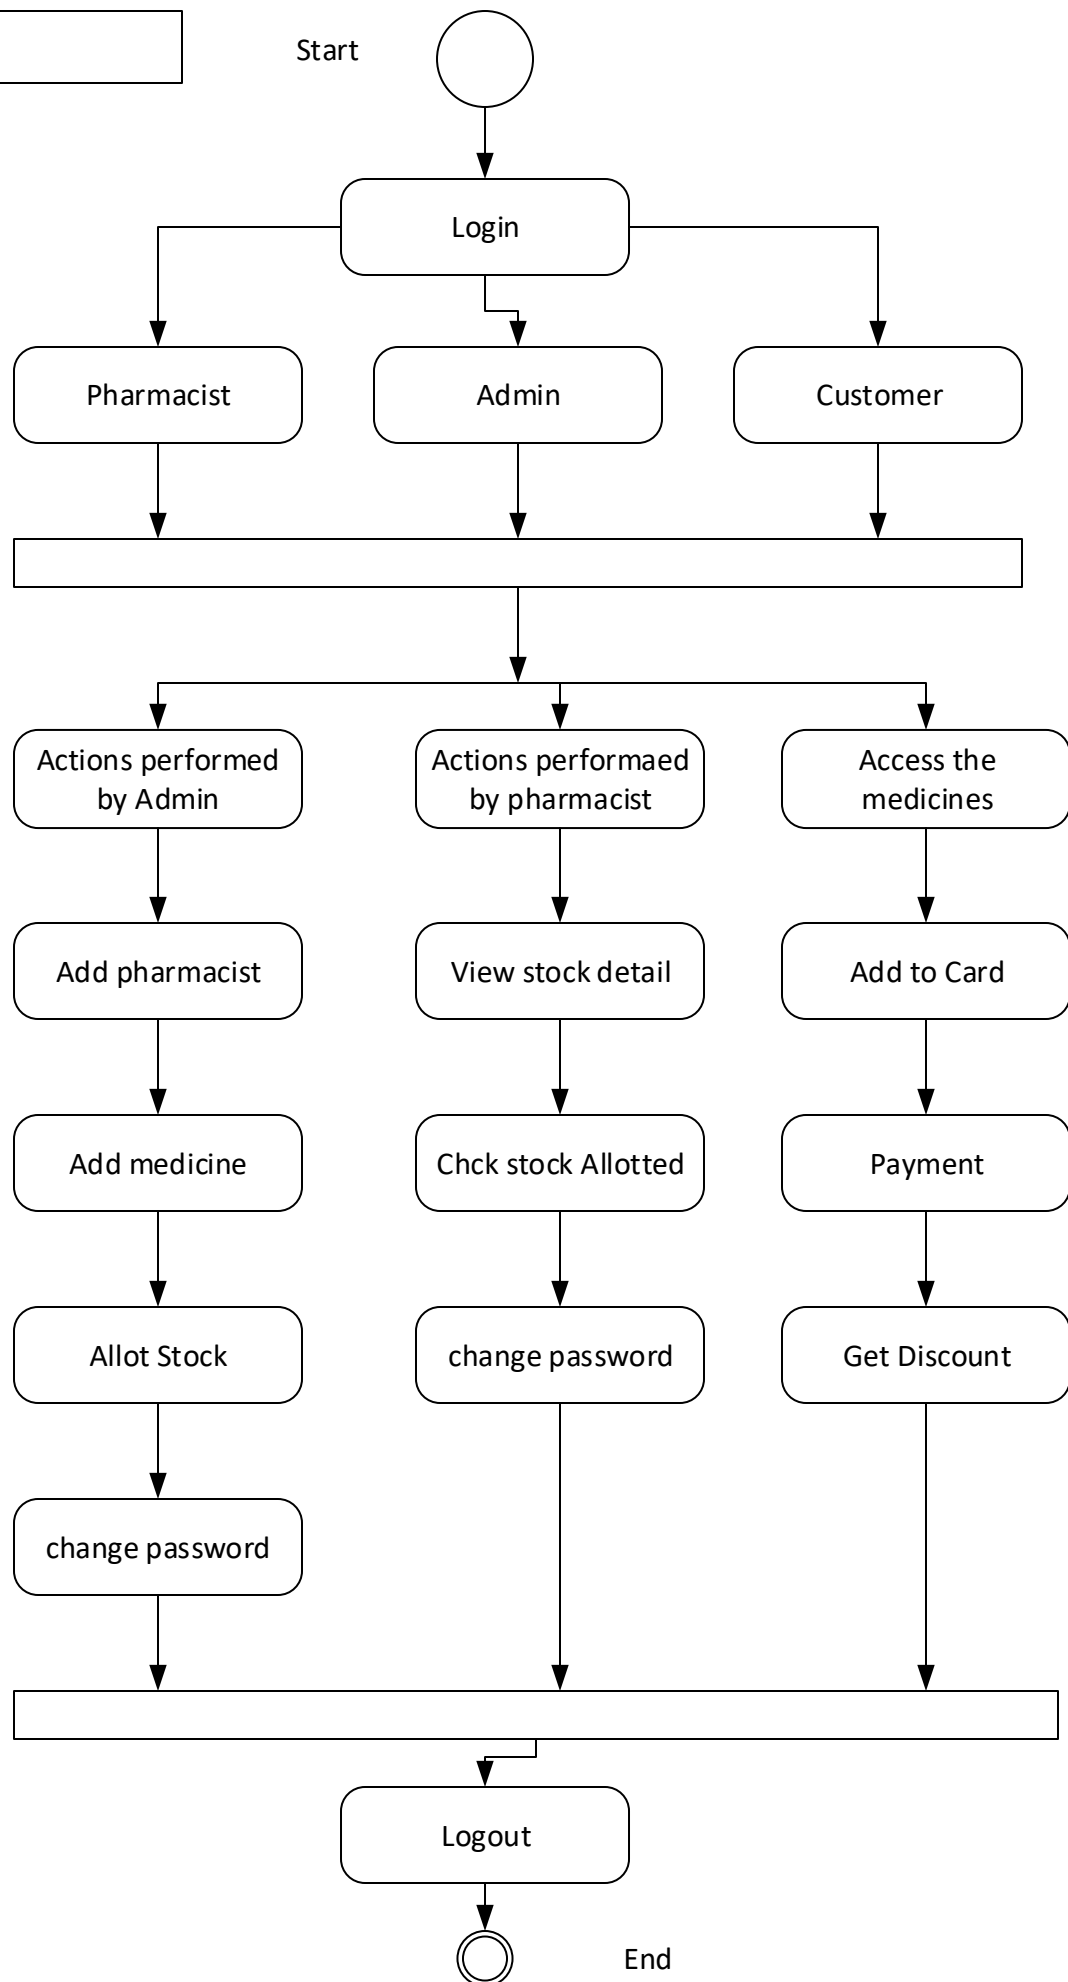 Start
Login
Pharmacist
Admin
Customer
Actions performed
by Admin
Actions performaed
by pharmacist
Access the
medicines
Add pharmacist
View stock detail
Add to Card
Add medicine
Chck stock Allotted
Payment
Allot Stock
change password
Get Discount
change password
Logout
End